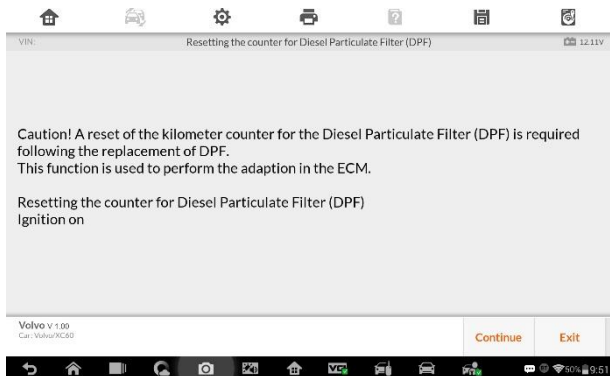 VIN: Resetting the counter for Diesel Particulate Filter (DPF) 12.11V
Caution! A reset of the kilometer counter for the Diesel Particulate Filter (DPF) is required
following the replacement of DPF.
This function is used to perform the adaption in the ECM.
Resetting the counter for Diesel Particulate Filter (DPF)
Ignition on
Volvo V 1.00
Car: Volvo/XC60
Continue Exit
50% 9:51